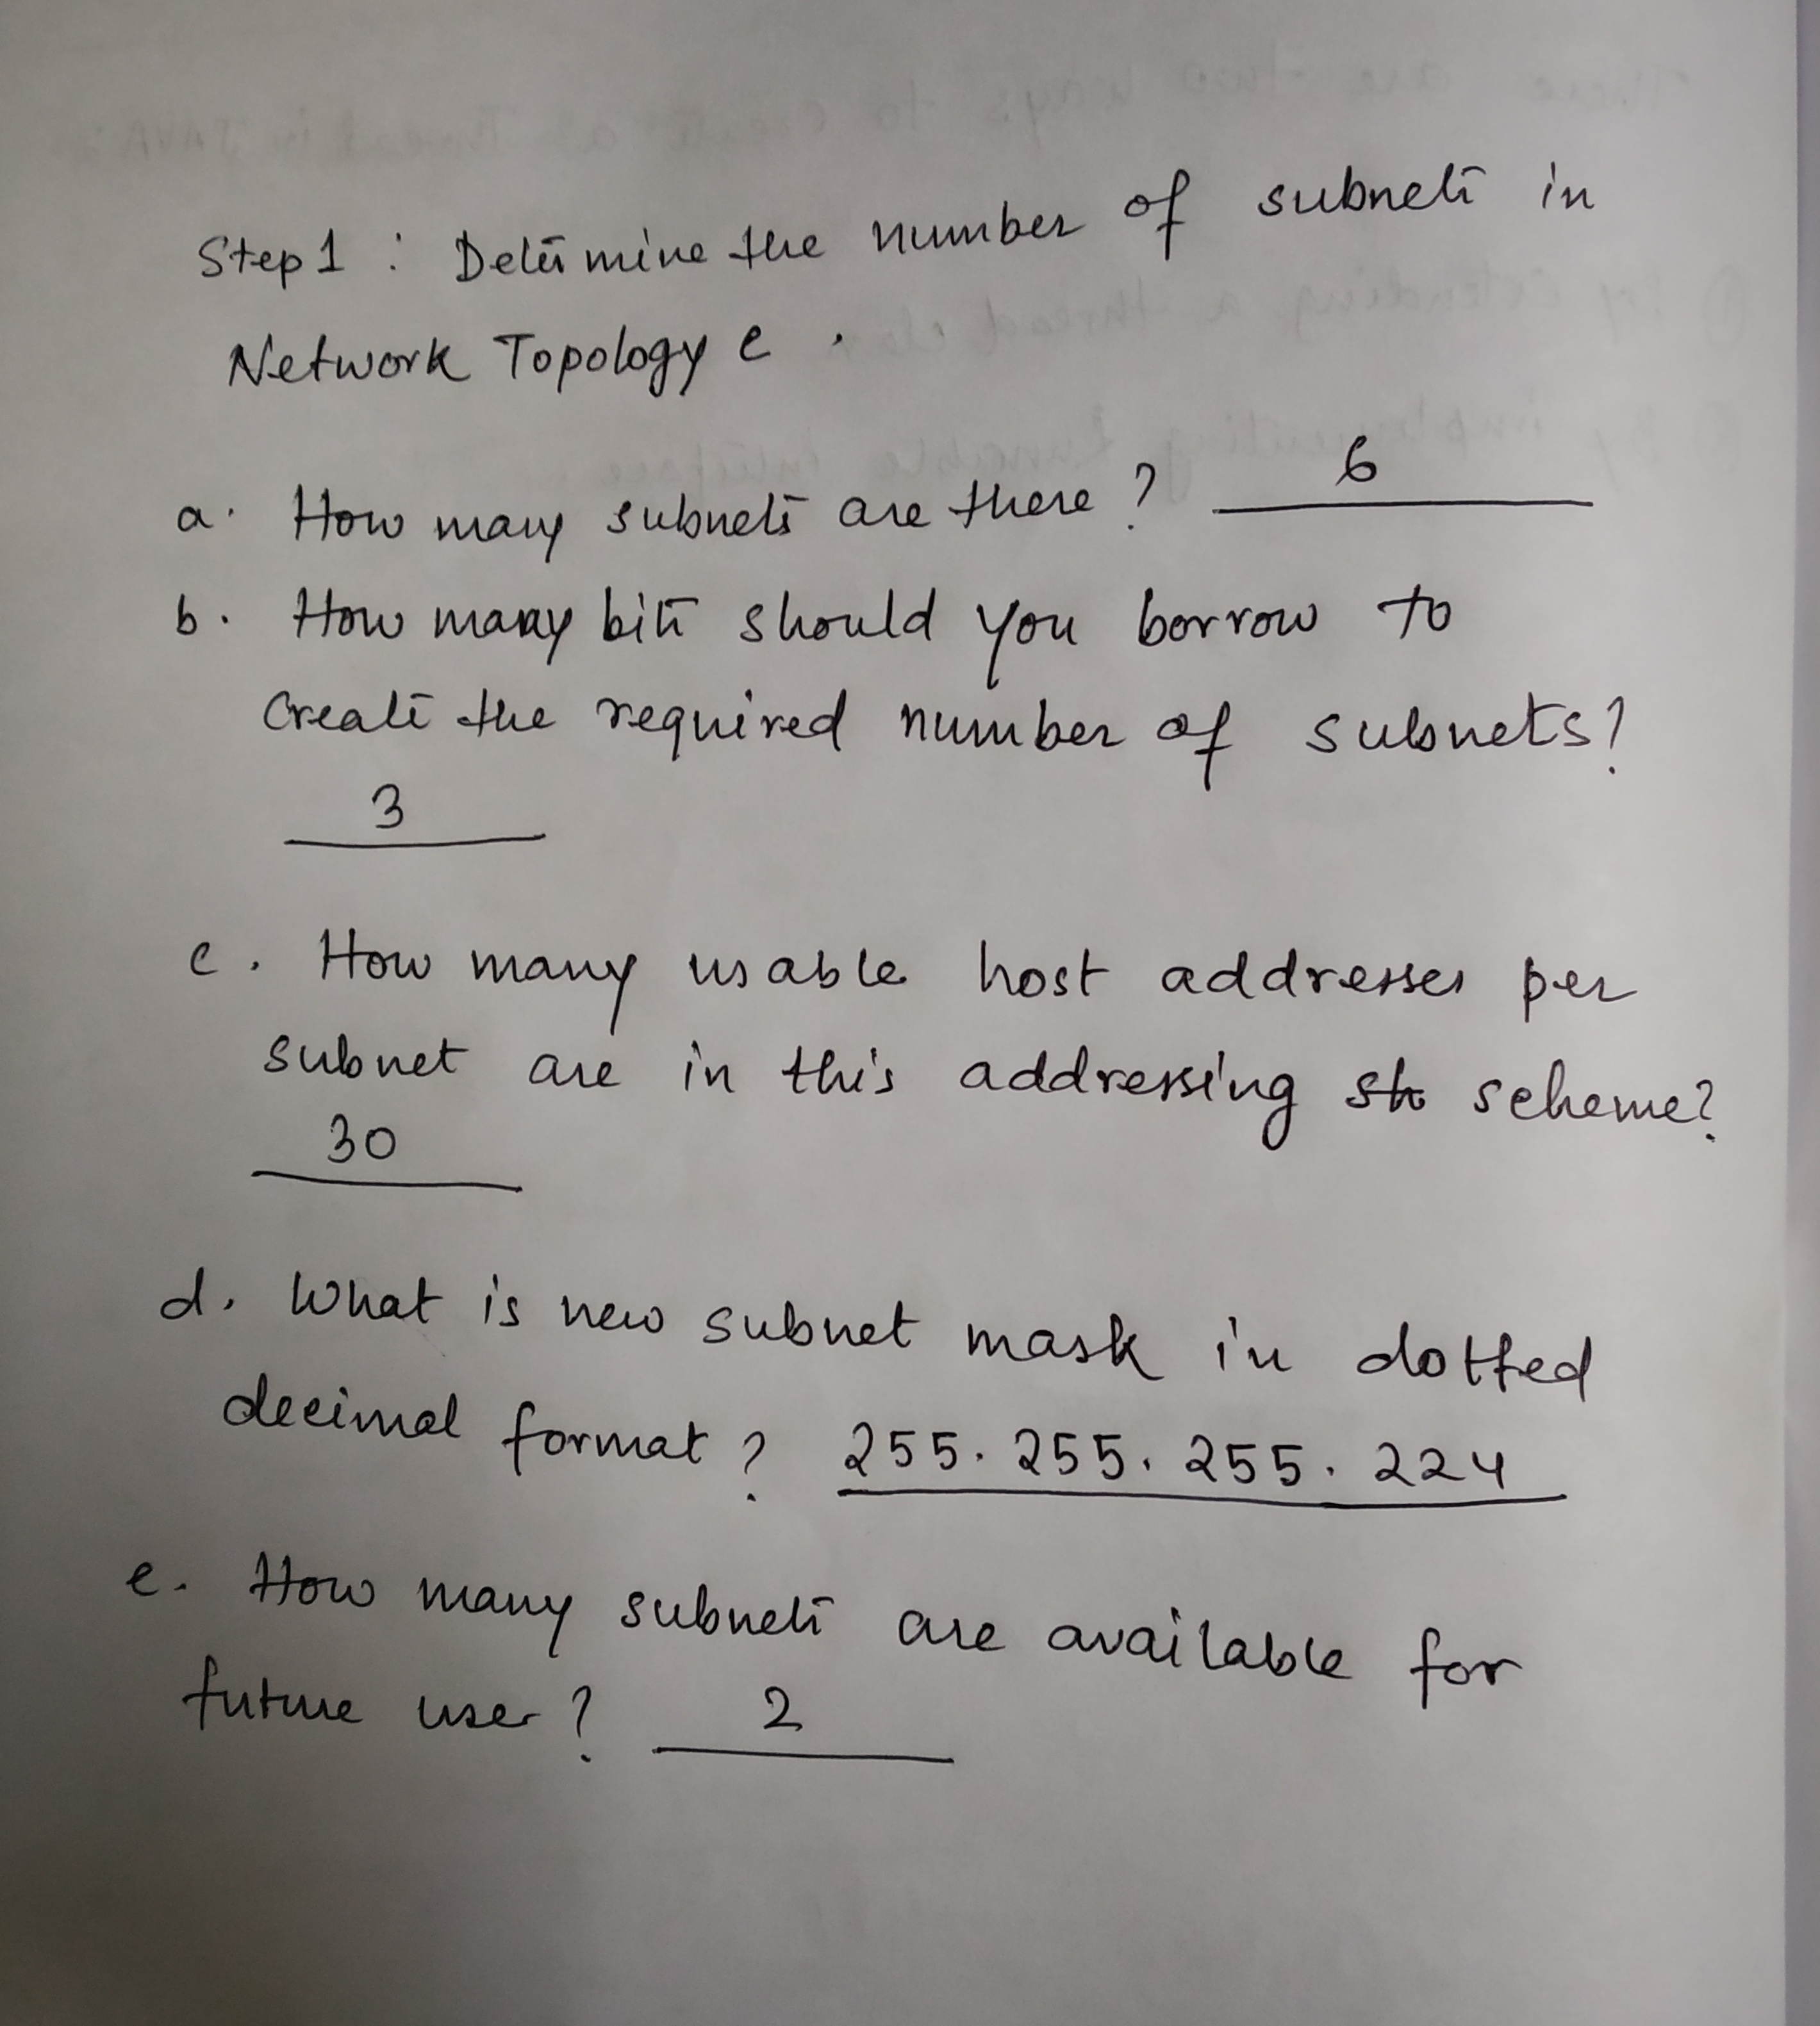 Step 1 : Determine the number of subnets in
Network Topology C .
a. How many subnets are there ? 6
b. How many bits should you borrow to
Create the required number of subnets ?
3
c. How many usable host addresses per
subnet are in this addressing scheme?
30
d. What is new subnet mask in dotted
decimal format ? 255. 255. 255. 224
e. How many subnets are available for
future user ? 2